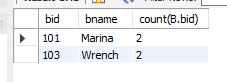 bid bname count(B.bid)
101 Marina 2
103 Wrench 2